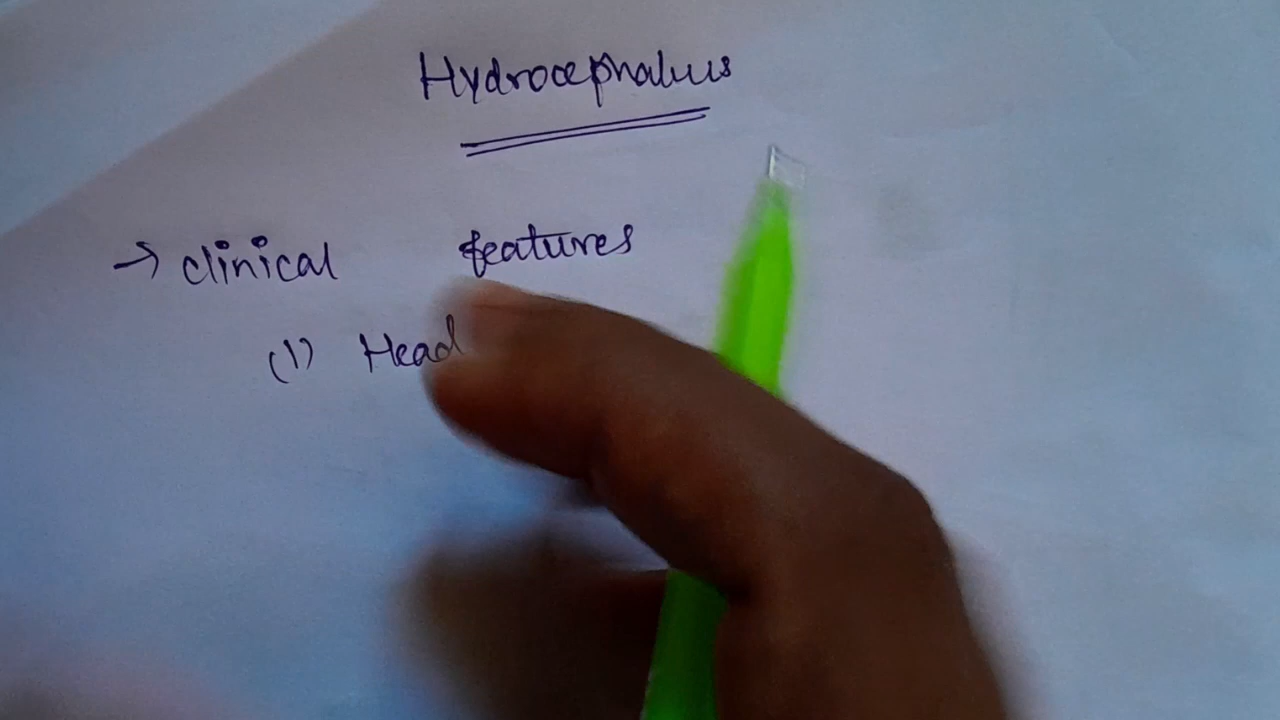 Hydrocephalus
→ clinical features
(1) Head